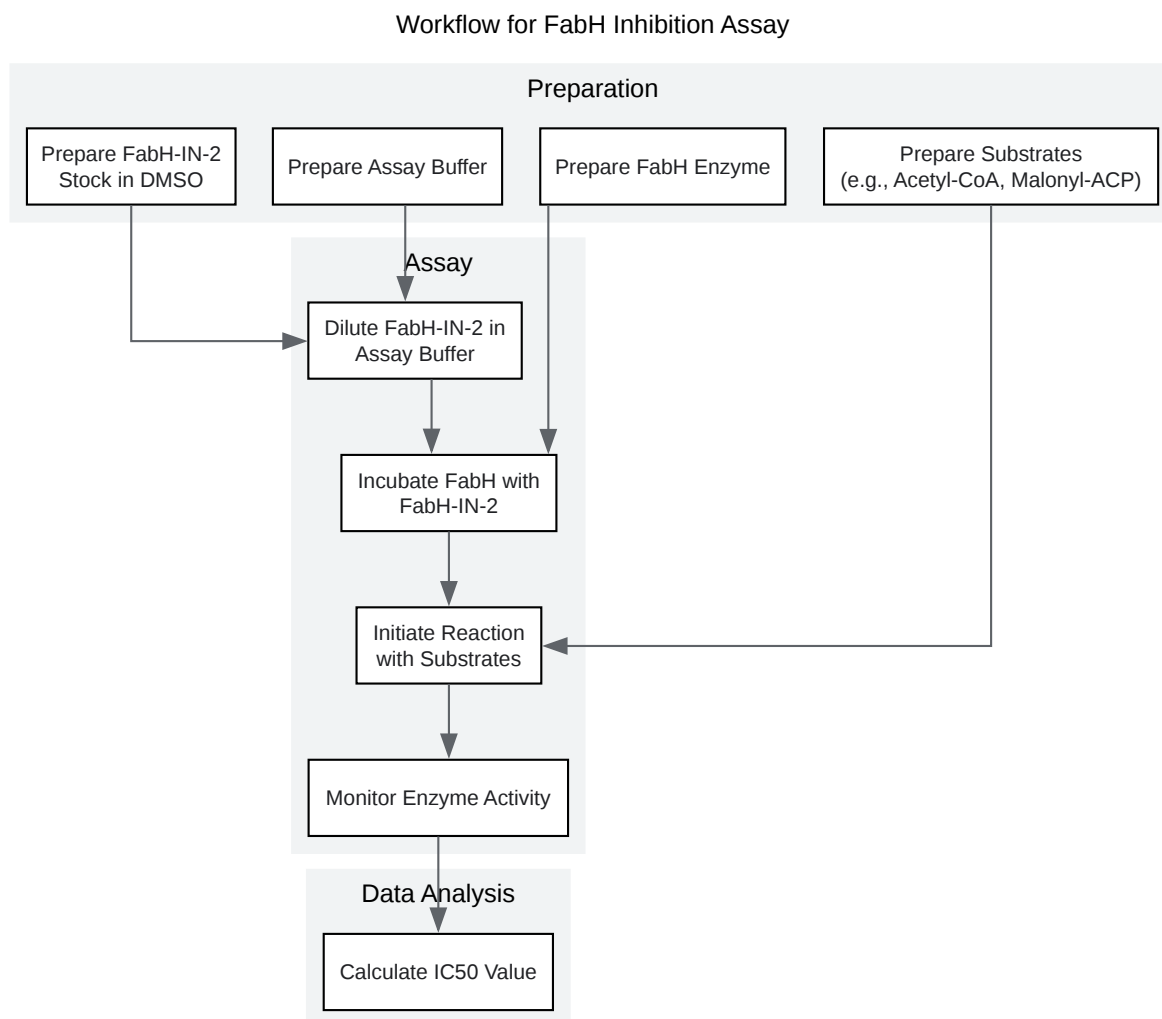 Workflow for FabH Inhibition Assay
Preparation
Prepare FabH-IN-2
Stock in DMSO
Prepare Assay Buffer
Prepare FabH Enzyme
Prepare Substrates
(e.g., Acetyl-CoA, Malonyl-ACP)
Assay
Dilute FabH-IN-2 in
Assay Buffer
Incubate FabH with
FabH-IN-2
Initiate Reaction
with Substrates
Monitor Enzyme Activity
Data Analysis
Calculate IC50 Value